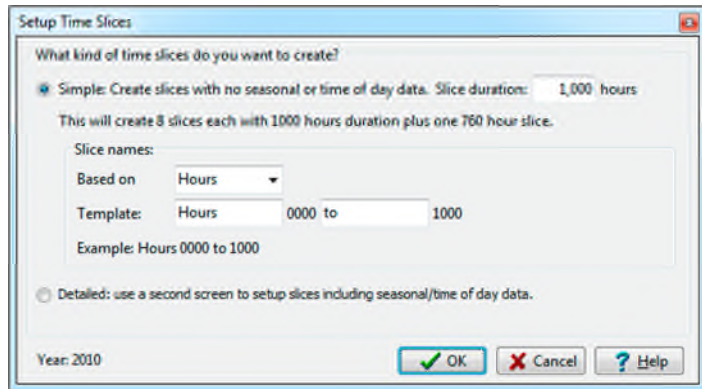 Setup Time Slices
What kind of time slices do you want to create?
Simple: Create slices with no seasonal or time of day data. Slice duration: 1,000 hours
This will create 8 slices each with 1000 hours duration plus one 760 hour slice.
Slice names:
Based on Hours
Template: Hours 0000 to 1000
Example: Hours 0000 to 1000
Detailed: use a second screen to setup slices including seasonal/time of day data.
Year: 2010 OK Cancel Help